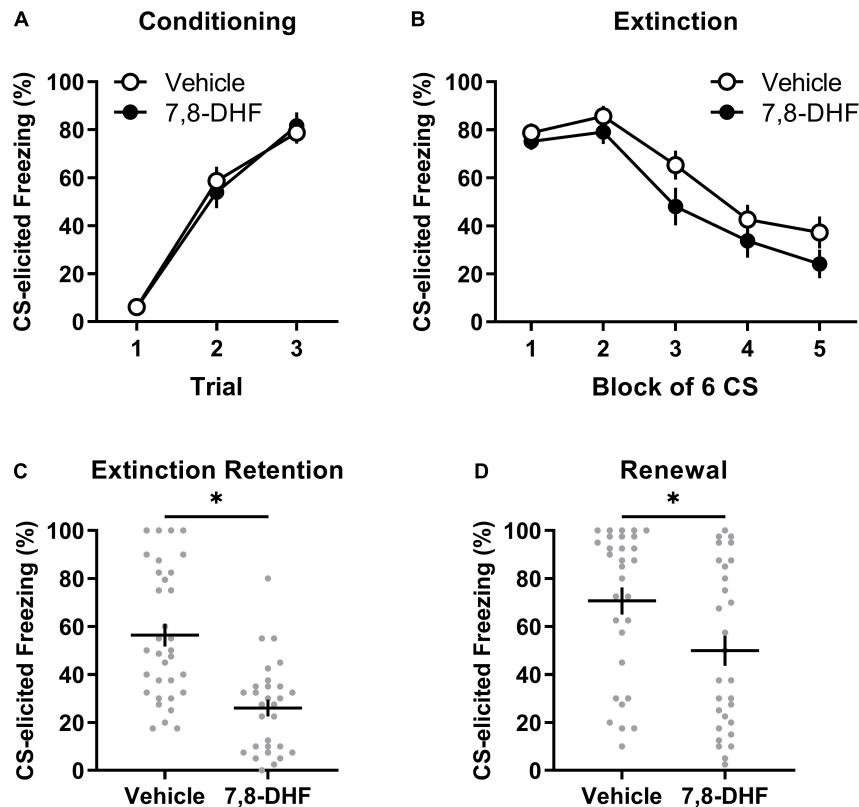 A
Conditioning
CS-elicited Freezing (%)
100
80
60
40
20
0
Vehicle
7,8-DHF
1 2 3
Trial
B
Extinction
CS-elicited Freezing (%)
100
80
60
40
20
0
Vehicle
7,8-DHF
1 2 3 4 5
Block of 6 CS
C
Extinction Retention
*
CS-elicited Freezing (%)
100
80
60
40
20
0
Vehicle 7,8-DHF
D
Renewal
*
CS-elicited Freezing (%)
100
80
60
40
20
0
Vehicle 7,8-DHF